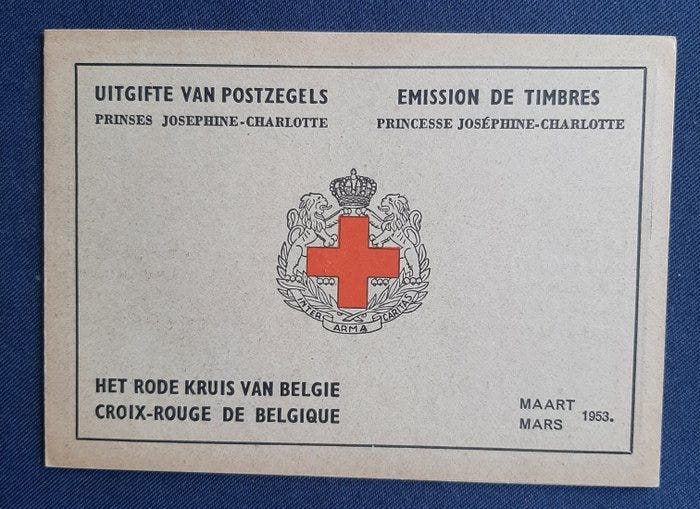 UITGIFTE VAN POSTZEGELS
PRINSES JOSEPHINE-CHARLOTTE
EMISSION DE TIMBRES
PRINCESSE JOSÉPHINE-CHARLOTTE
INTER ARMA CARITAS
HET RODE KRUIS VAN BELGIE
CROIX-ROUGE DE BELGIQUE
MAART
MARS 1953.